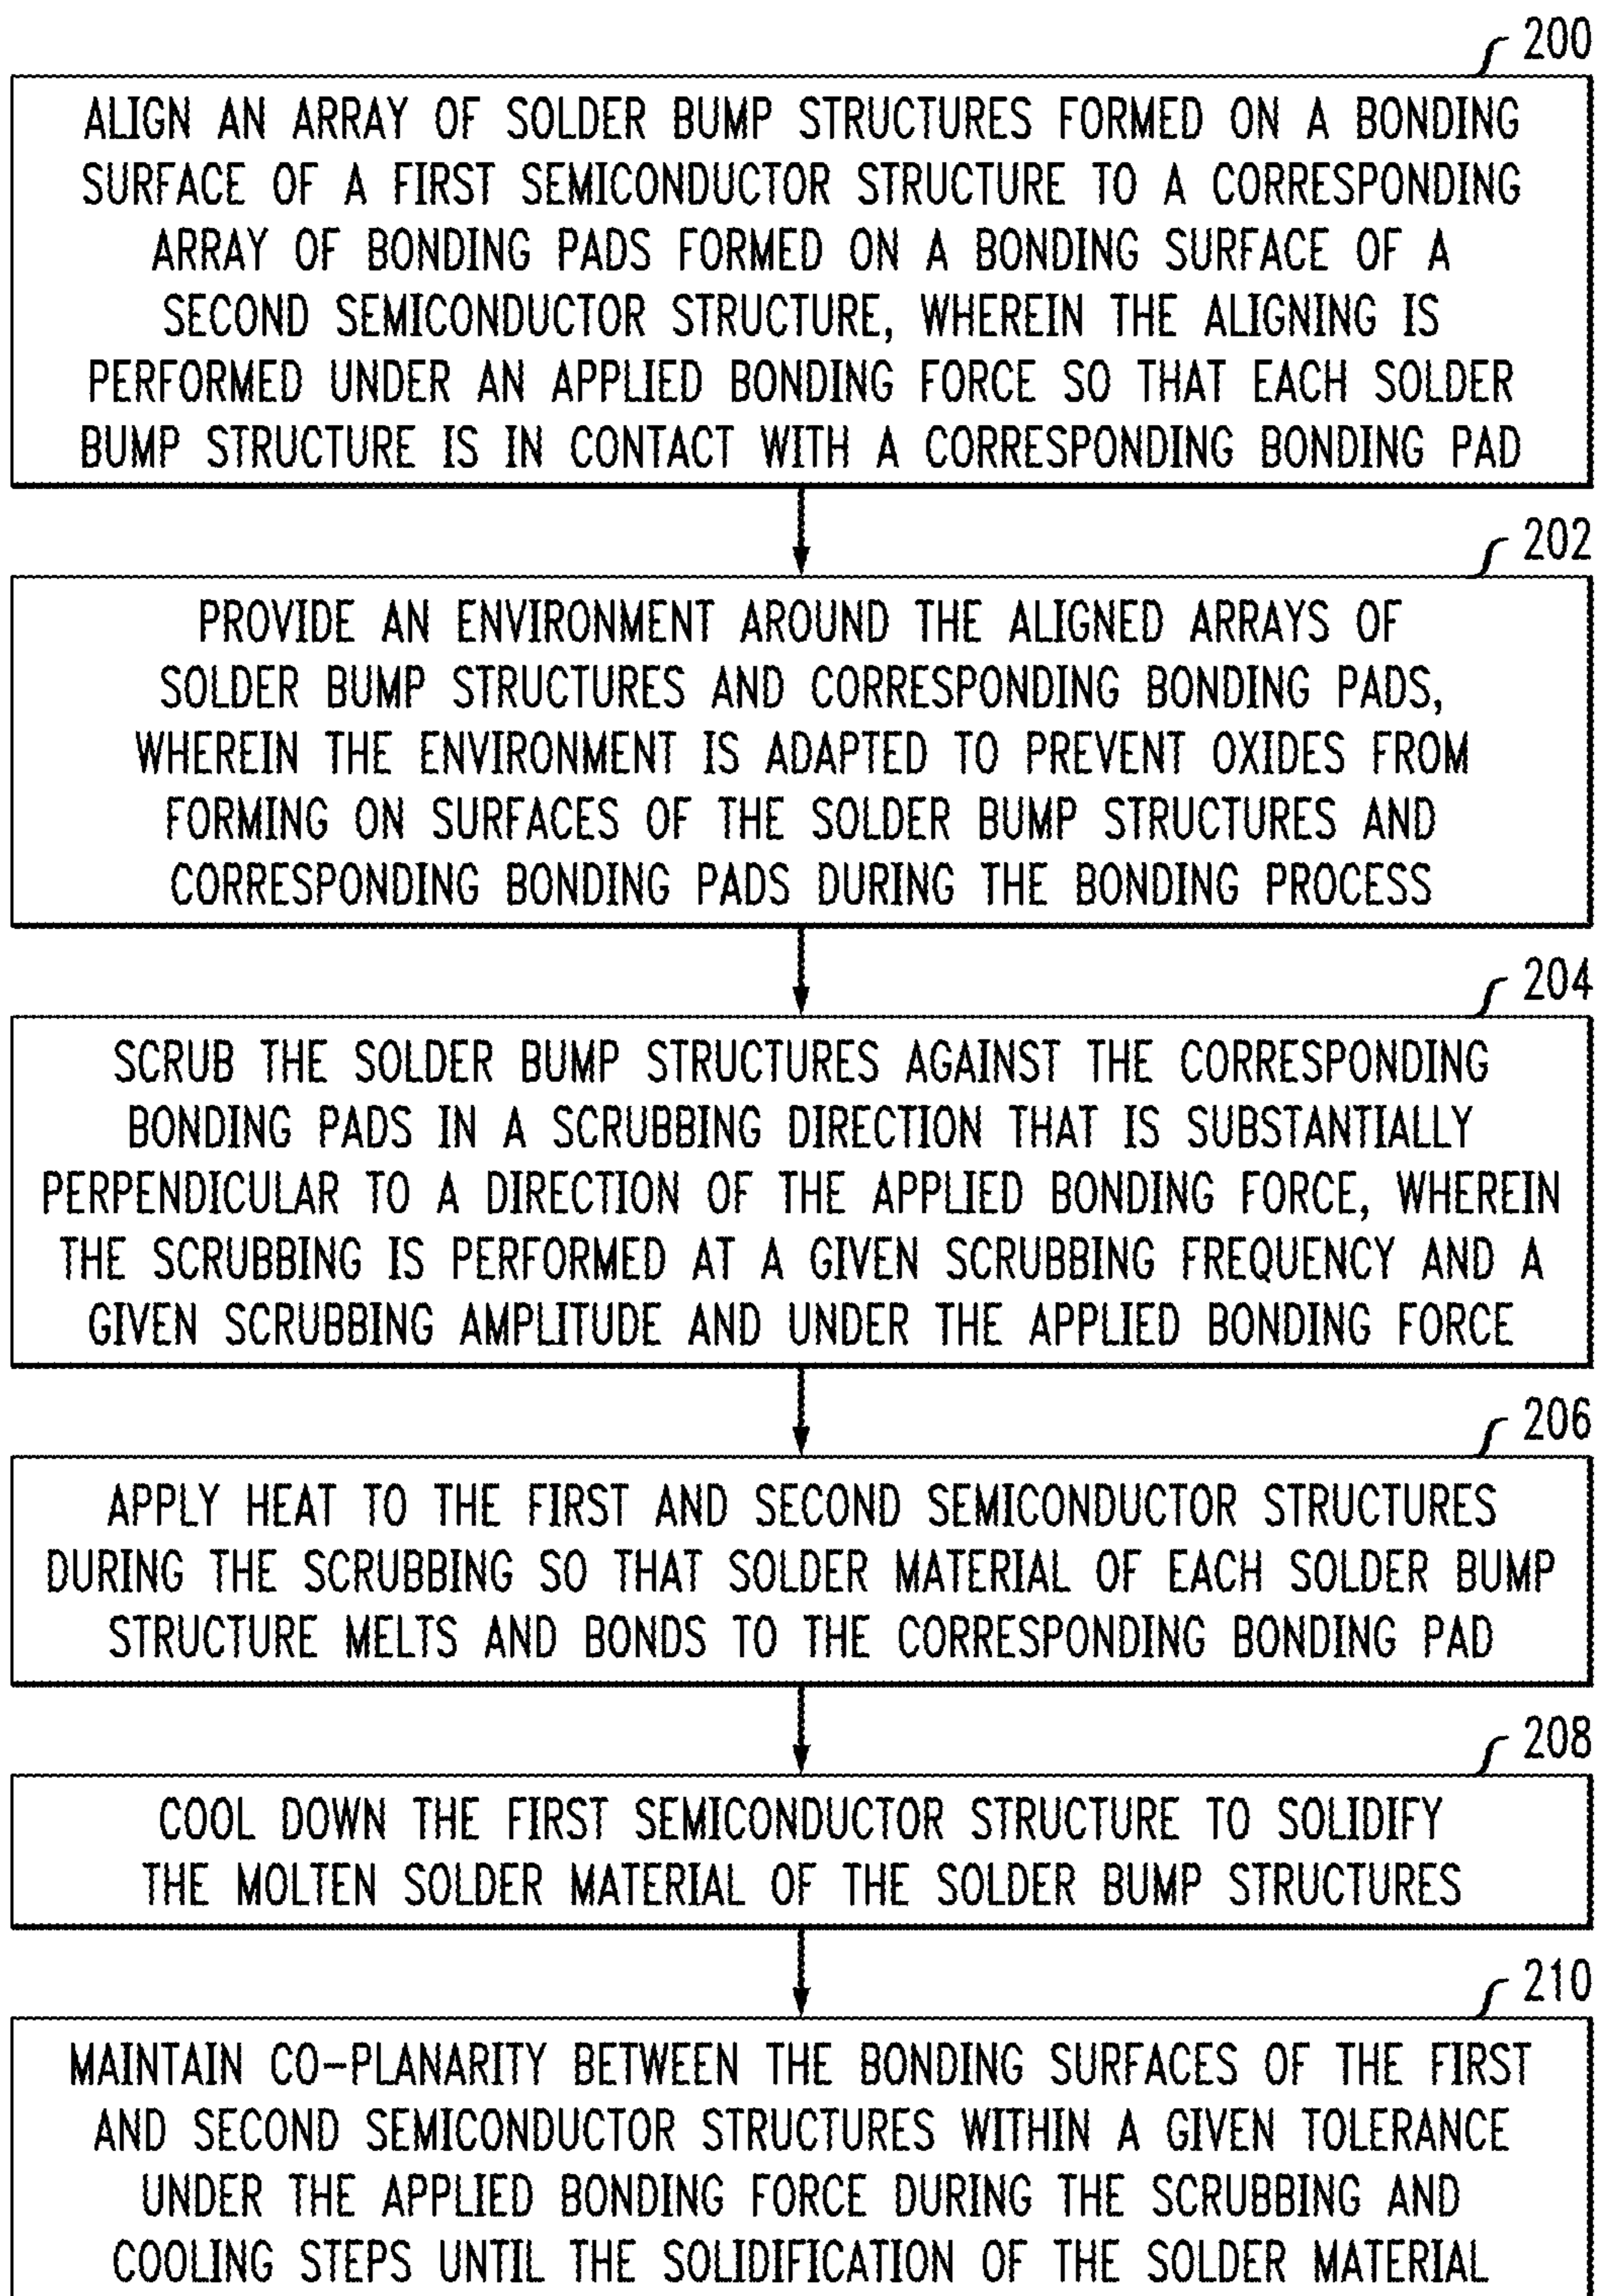 200
ALIGN AN ARRAY OF SOLDER BUMP STRUCTURES FORMED ON A BONDING
SURFACE OF A FIRST SEMICONDUCTOR STRUCTURE TO A CORRESPONDING
ARRAY OF BONDING PADS FORMED ON A BONDING SURFACE OF A
SECOND SEMICONDUCTOR STRUCTURE, WHEREIN THE ALIGNING IS
PERFORMED UNDER AN APPLIED BONDING FORCE SO THAT EACH SOLDER
BUMP STRUCTURE IS IN CONTACT WITH A CORRESPONDING BONDING PAD
202
PROVIDE AN ENVIRONMENT AROUND THE ALIGNED ARRAYS OF
SOLDER BUMP STRUCTURES AND CORRESPONDING BONDING PADS,
WHEREIN THE ENVIRONMENT IS ADAPTED TO PREVENT OXIDES FROM
FORMING ON SURFACES OF THE SOLDER BUMP STRUCTURES AND
CORRESPONDING BONDING PADS DURING THE BONDING PROCESS
204
SCRUB THE SOLDER BUMP STRUCTURES AGAINST THE CORRESPONDING
BONDING PADS IN A SCRUBBING DIRECTION THAT IS SUBSTANTIALLY
PERPENDICULAR TO A DIRECTION OF THE APPLIED BONDING FORCE, WHEREIN
THE SCRUBBING IS PERFORMED AT A GIVEN SCRUBBING FREQUENCY AND A
GIVEN SCRUBBING AMPLITUDE AND UNDER THE APPLIED BONDING FORCE
206
APPLY HEAT TO THE FIRST AND SECOND SEMICONDUCTOR STRUCTURES
DURING THE SCRUBBING SO THAT SOLDER MATERIAL OF EACH SOLDER BUMP
STRUCTURE MELTS AND BONDS TO THE CORRESPONDING BONDING PAD
208
COOL DOWN THE FIRST SEMICONDUCTOR STRUCTURE TO SOLIDIFY
THE MOLTEN SOLDER MATERIAL OF THE SOLDER BUMP STRUCTURES
210
MAINTAIN CO-PLANARITY BETWEEN THE BONDING SURFACES OF THE FIRST
AND SECOND SEMICONDUCTOR STRUCTURES WITHIN A GIVEN TOLERANCE
UNDER THE APPLIED BONDING FORCE DURING THE SCRUBBING AND
COOLING STEPS UNTIL THE SOLIDIFICATION OF THE SOLDER MATERIAL